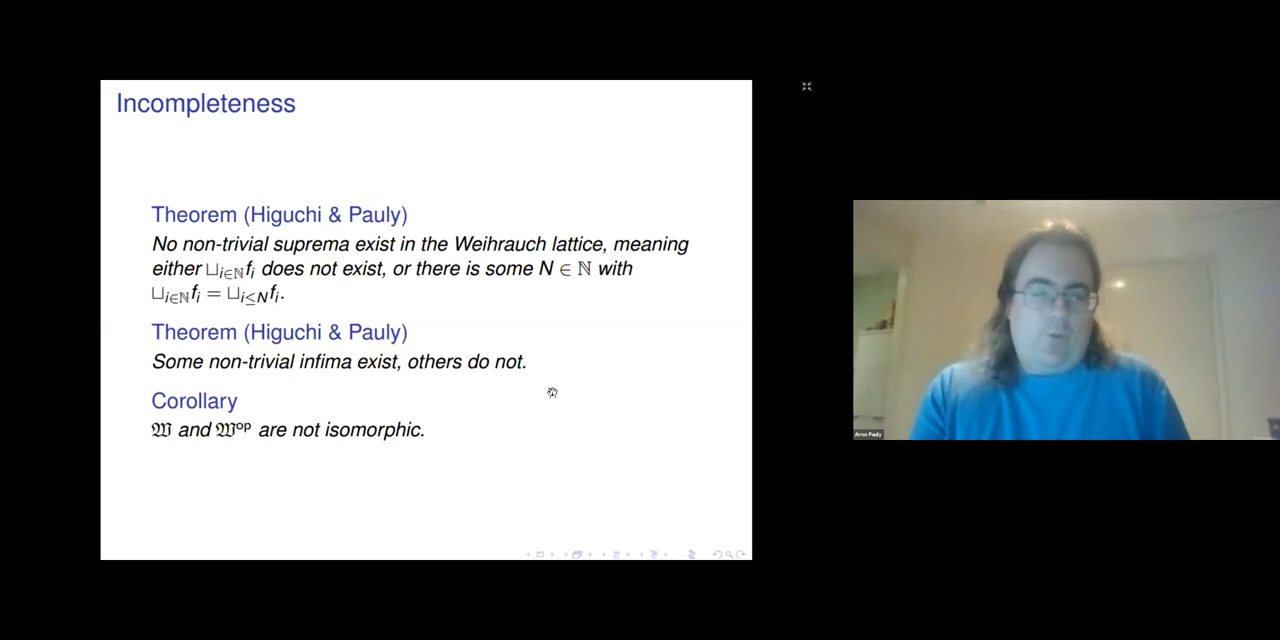 Incompleteness
Theorem (Higuchi & Pauly)
No non-trivial suprema exist in the Weihrauch lattice, meaning
either ⊔i∈ℕfi does not exist, or there is some N ∈ ℕ with
⊔i∈ℕfi = ⊔i≤Nfi.
Theorem (Higuchi & Pauly)
Some non-trivial infima exist, others do not.
Corollary
𝔚 and 𝔚op are not isomorphic.
Arno Pauly